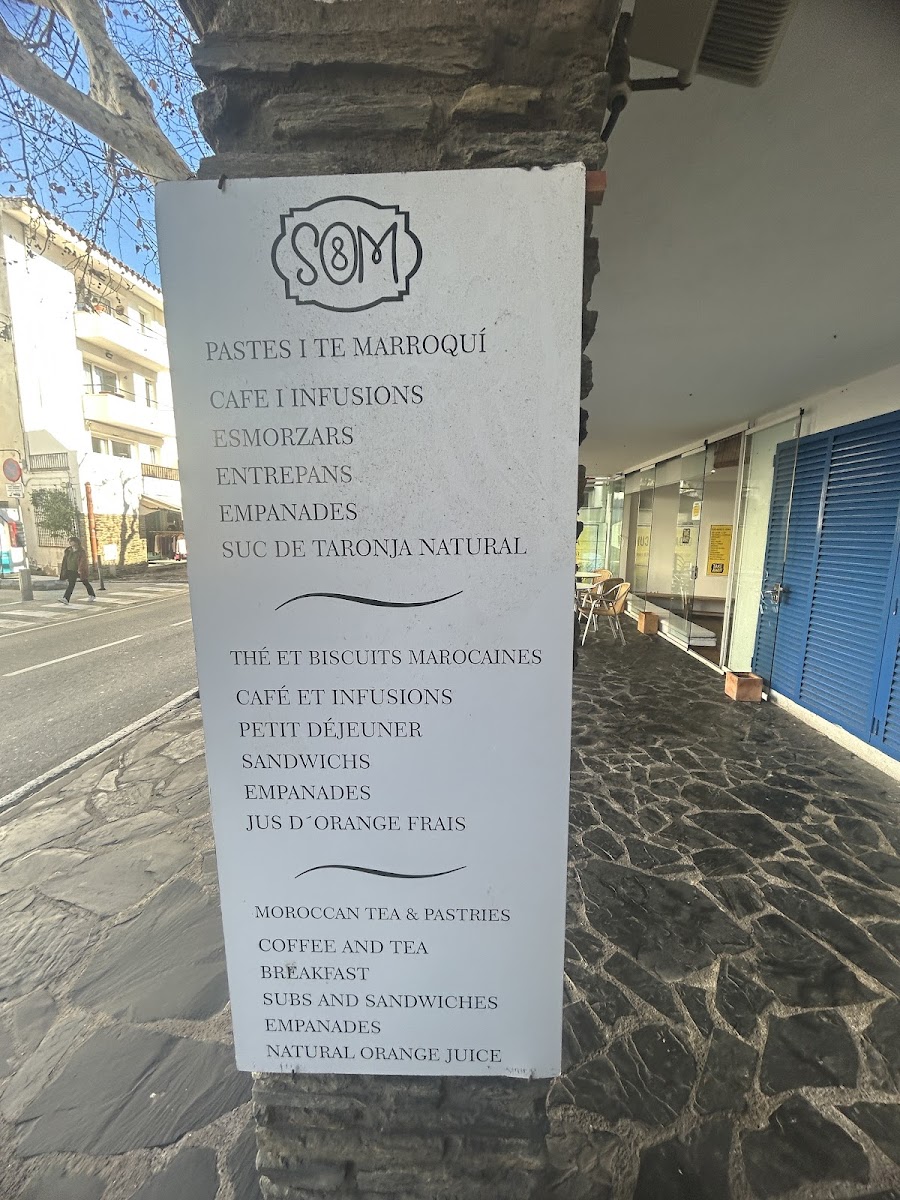 SO&M
PASTES I TE MARROQUÍ
CAFE I INFUSIONS
ESMORZARS
ENTREPANS
EMPANADES
SUC DE TARONJA NATURAL
THÉ ET BISCUITS MAROCAINES
CAFÉ ET INFUSIONS
PETIT DÉJEUNER
SANDWICHS
EMPANADES
JUS D´ORANGE FRAIS
MOROCCAN TEA & PASTRIES
COFFEE AND TEA
BREAKFAST
SUBS AND SANDWICHES
EMPANADES
NATURAL ORANGE JUICE